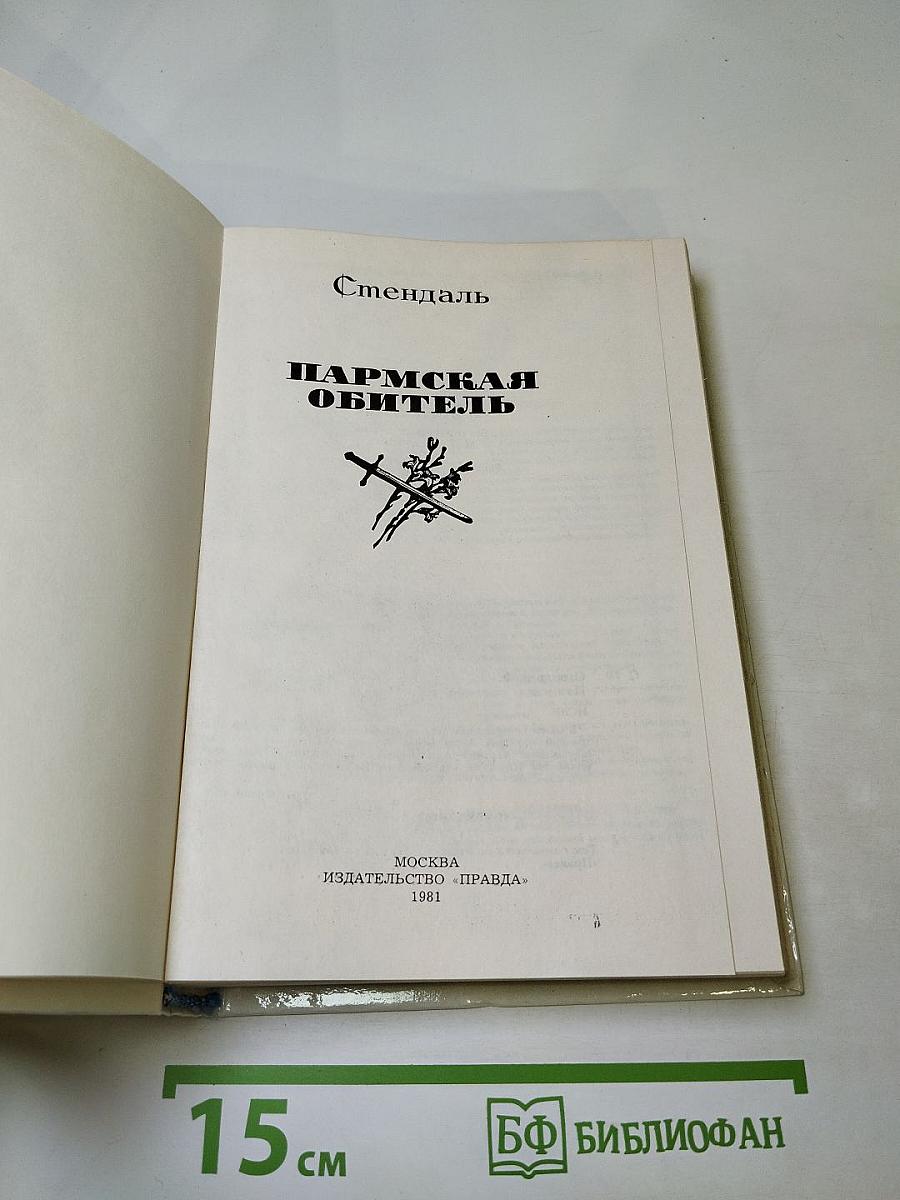 Стендаль
ПАРМСКАЯ
ОБИТЕЛЬ
МОСКВА
ИЗДАТЕЛЬСТВО «ПРАВДА»
1981
15 см
БФ БИБЛИОФАН